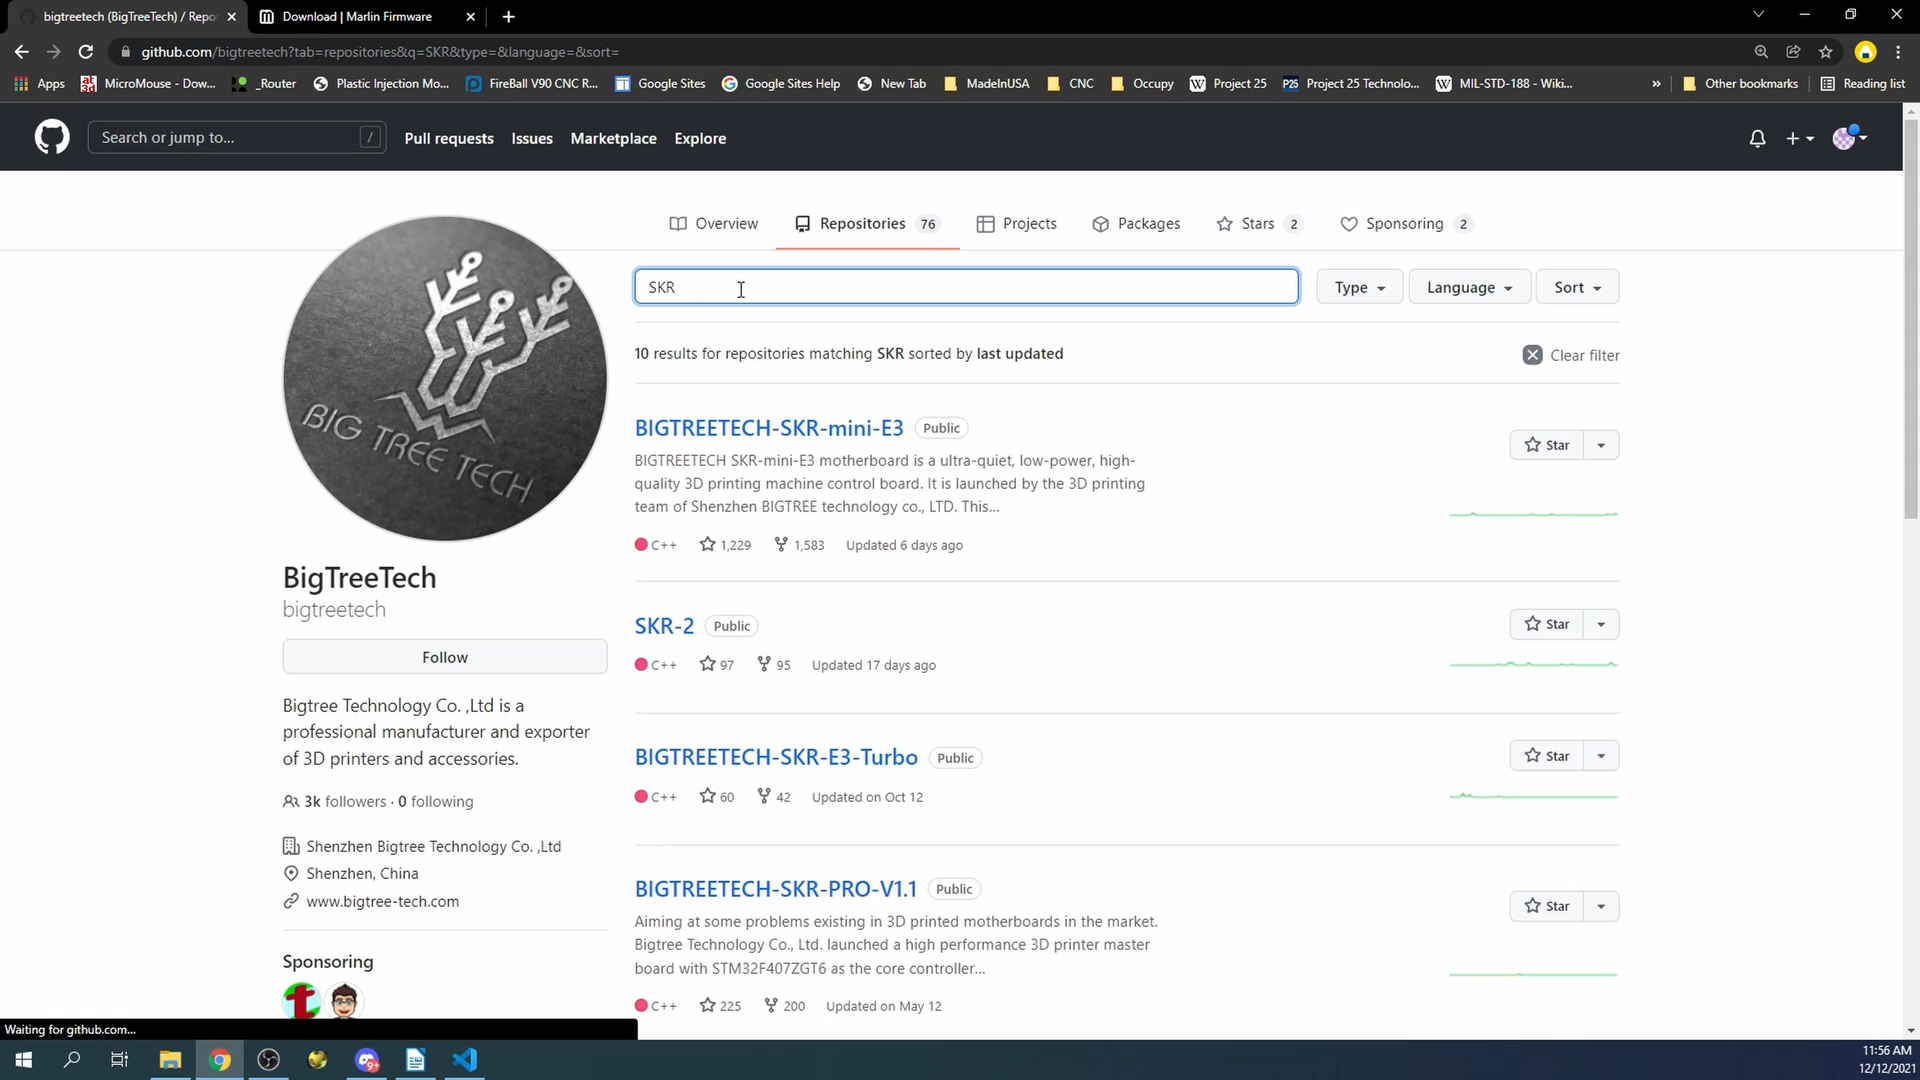 bigtreetech (BigTreeTech) / Repo
Download | Marlin Firmware
github.com/bigtreetech?tab=repositories&q=SKR&type=&language=&sort=
Apps
MicroMouse - Dow...
_Router
Plastic Injection Mo...
FireBall V90 CNC R...
Google Sites
Google Sites Help
New Tab
MadeInUSA
CNC
Occupy
Project 25
Project 25 Technolo...
MIL-STD-188 - Wiki...
»
Other bookmarks
Reading list
Search or jump to...
/
Pull requests
Issues
Marketplace
Explore
Overview
Repositories 76
Projects
Packages
Stars 2
Sponsoring 2
SKR
Type
Language
Sort
10 results for repositories matching SKR sorted by last updated
Clear filter
BIG TREE TECH
BigTreeTech
bigtreetech
Follow
Bigtree Technology Co. ,Ltd is a
professional manufacturer and exporter
of 3D printers and accessories.
3k followers · 0 following
Shenzhen Bigtree Technology Co. ,Ltd
Shenzhen, China
www.bigtree-tech.com
Sponsoring
t
BIGTREETECH-SKR-mini-E3 Public
Star
BIGTREETECH SKR-mini-E3 motherboard is a ultra-quiet, low-power, high-
quality 3D printing machine control board. It is launched by the 3D printing
team of Shenzhen BIGTREE technology co., LTD. This...
C++ 1,229 1,583 Updated 6 days ago
SKR-2 Public
Star
C++ 97 95 Updated 17 days ago
BIGTREETECH-SKR-E3-Turbo Public
Star
C++ 60 42 Updated on Oct 12
BIGTREETECH-SKR-PRO-V1.1 Public
Star
Aiming at some problems existing in 3D printed motherboards in the market.
Bigtree Technology Co., Ltd. launched a high performance 3D printer master
board with STM32F407ZGT6 as the core controller...
C++ 225 200 Updated on May 12
Waiting for github.com...
11:56 AM
12/12/2021